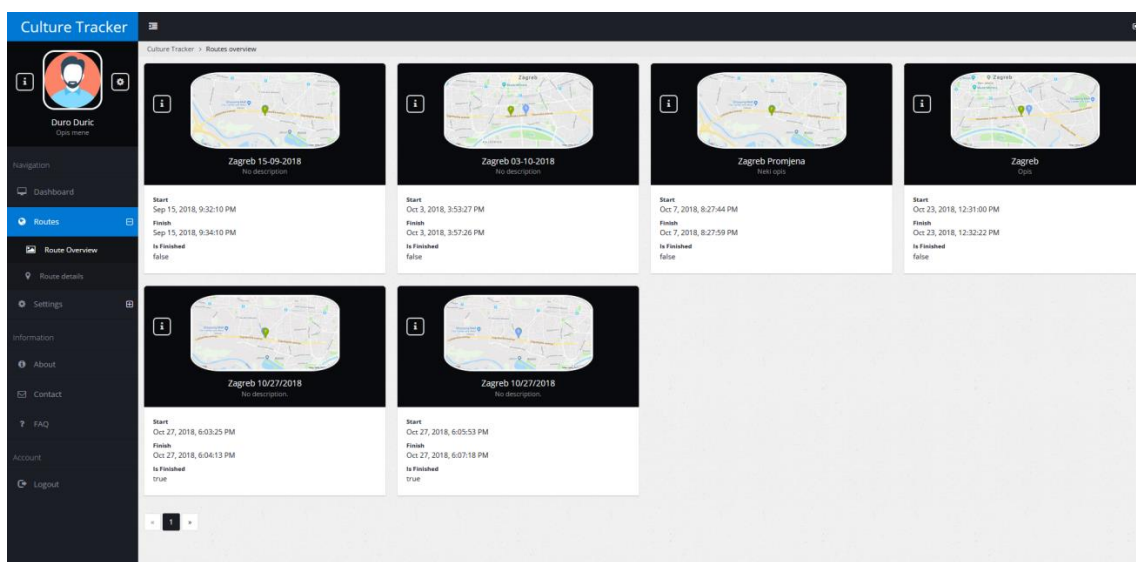 Culture Tracker
Duro Duric
Opis mene
Navigation
Dashboard
Routes
Route Overview
Route details
Settings
Information
About
Contact
? FAQ
Account
Logout
Culture Tracker > Routes overview
Zagreb 15-09-2018
No description
Start
Sep 15, 2018, 9:32:10 PM
Finish
Sep 15, 2018, 9:34:10 PM
Is Finished
false
Zagreb
Zagreb 03-10-2018
No description
Start
Oct 3, 2018, 3:53:27 PM
Finish
Oct 3, 2018, 3:57:26 PM
Is Finished
false
Zagreb Promjena
Neki opis
Start
Oct 7, 2018, 8:27:44 PM
Finish
Oct 7, 2018, 8:27:59 PM
Is Finished
false
Zagreb
Zagreb
Opis
Start
Oct 23, 2018, 12:31:00 PM
Finish
Oct 23, 2018, 12:32:22 PM
Is Finished
false
Zagreb 10/27/2018
No description.
Start
Oct 27, 2018, 6:03:25 PM
Finish
Oct 27, 2018, 6:04:13 PM
Is Finished
true
Zagreb 10/27/2018
No description.
Start
Oct 27, 2018, 6:05:53 PM
Finish
Oct 27, 2018, 6:07:18 PM
Is Finished
true
« 1 »